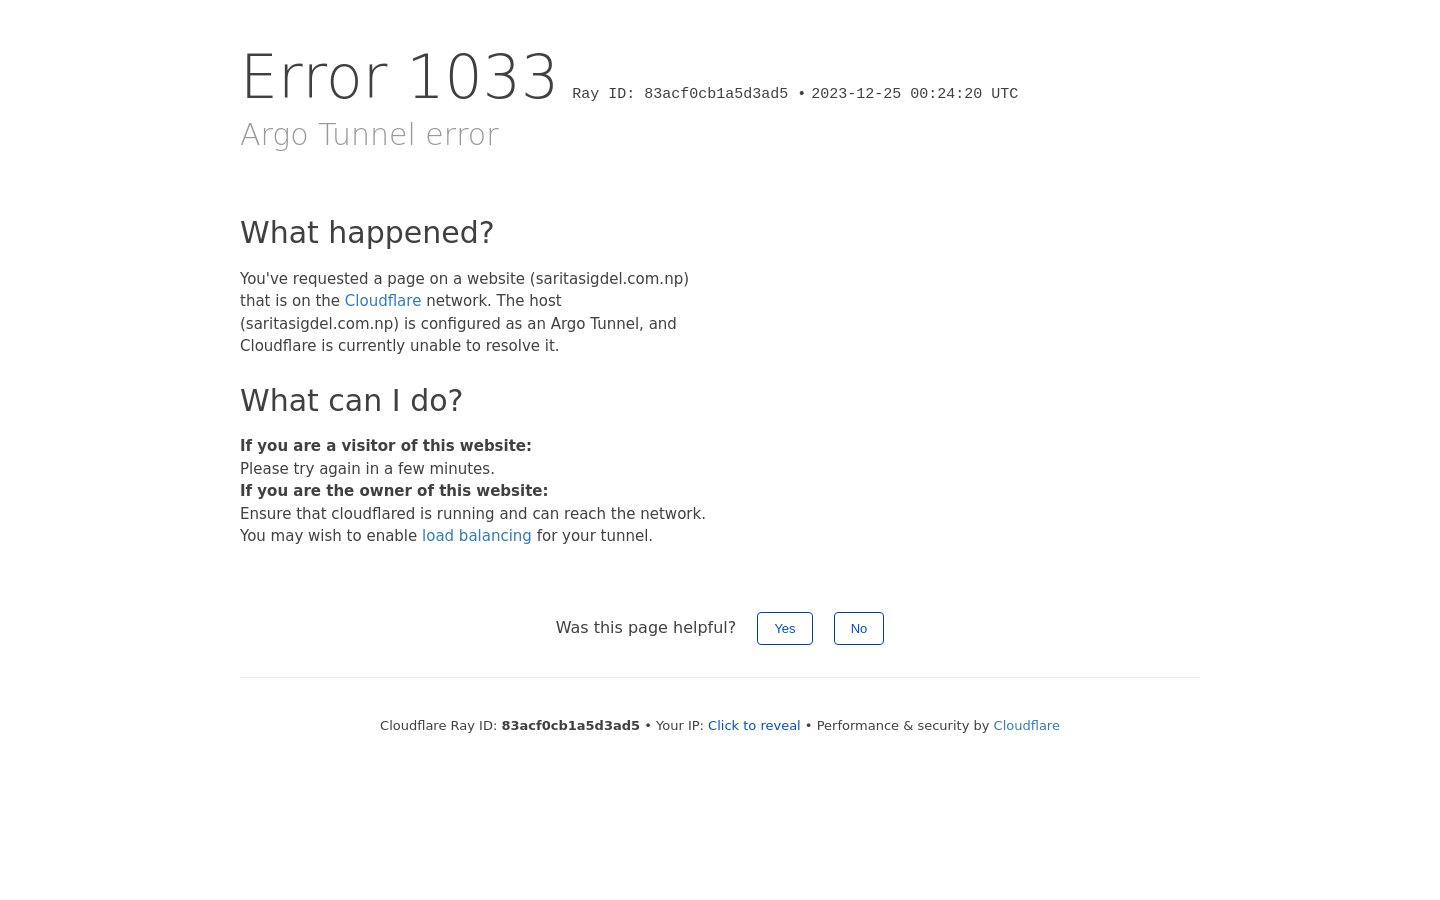 Error 1033 Ray ID: 83acf0cb1a5d3ad5 • 2023-12-25 00:24:20 UTC
Argo Tunnel error
What happened?
You've requested a page on a website (saritasigdel.com.np)
that is on the Cloudflare network. The host
(saritasigdel.com.np) is configured as an Argo Tunnel, and
Cloudflare is currently unable to resolve it.
What can I do?
If you are a visitor of this website:
Please try again in a few minutes.
If you are the owner of this website:
Ensure that cloudflared is running and can reach the network.
You may wish to enable load balancing for your tunnel.
Was this page helpful? Yes No
Cloudflare Ray ID: 83acf0cb1a5d3ad5 • Your IP: Click to reveal • Performance & security by Cloudflare